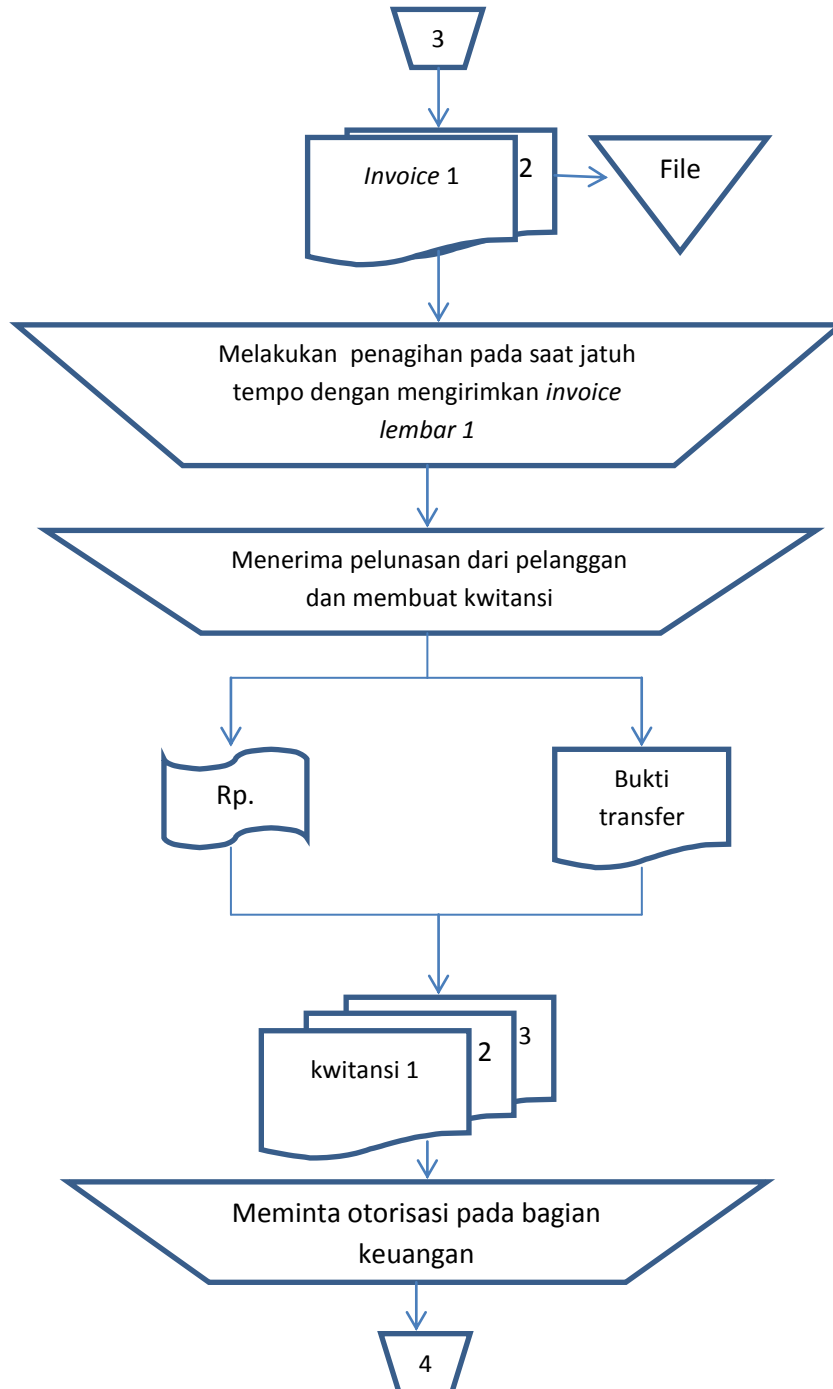 3
Invoice 1
2
File
Melakukan penagihan pada saat jatuh
tempo dengan mengirimkan invoice
lembar 1
Menerima pelunasan dari pelanggan
dan membuat kwitansi
Rp.
Bukti
transfer
3
2
kwitansi 1
Meminta otorisasi pada bagian
keuangan
4